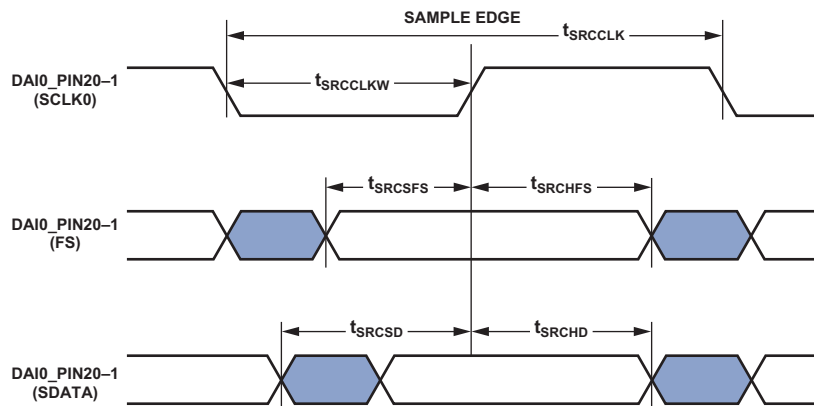 SAMPLE EDGE
tSRCCLK
DAI0_PIN20–1
(SCLK0)
tSRCCLKW
tSRCSFS
tSRCHFS
DAI0_PIN20–1
(FS)
tSRCSD
tSRCHD
DAI0_PIN20–1
(SDATA)